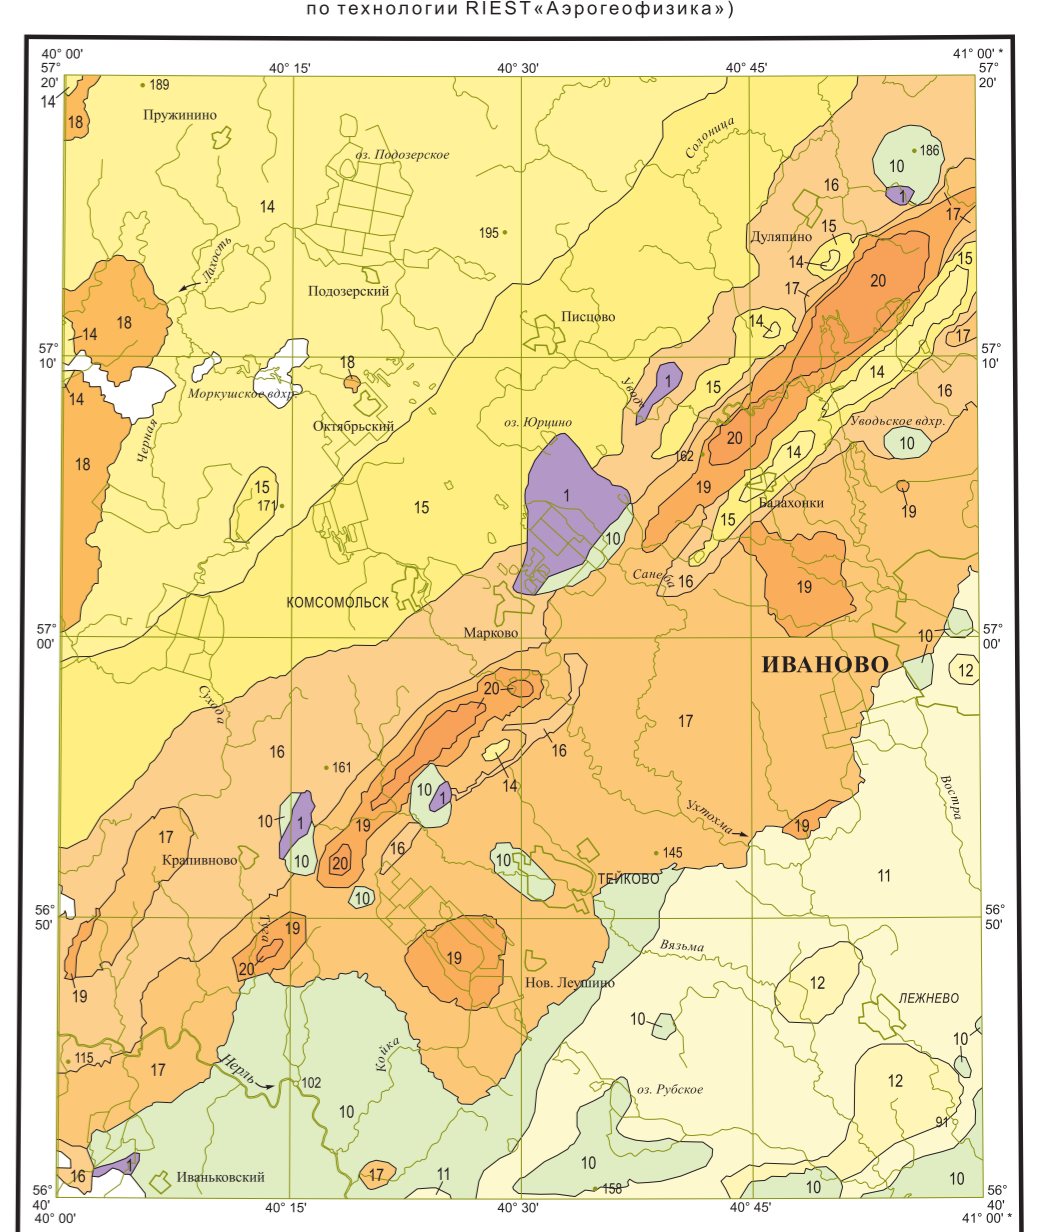 по технологии RIEST «Аэрогеофизика»)
40° 00'
41° 00' *
57° 20'
40° 15'
40° 30'
40° 45'
57° 20'
14
189
18
Пружинино
оз. Подозерское
Солоница
186
10
1
16
14
195
15
Дуляпино
17
Лахость
14
15
20
17
Подозерский
18
14
Писцово
14
17
57° 10'
57° 10'
18
1
14
14
Моркушское вдхр.
15
16
Октябрьский
оз. Юрцино
Уводь
Уводьское вдхр.
Черная
20
10
18
162
14
15
171
15
1
19
Балахонки
19
15
10
Санеба
16
19
КОМСОМОЛЬСК
Марково
57° 00'
10
57° 00'
ИВАНОВО
12
20
Сухода
17
16
16
161
14
10
1
Востра
10
1
19
Ухтохма
19
17
16
Крапивново
10
20
10
145
ТЕЙКОВО
11
10
56° 50'
56° 50'
Туга
19
19
Вязьма
20
12
19
Нов. Леушино
ЛЕЖНЕВО
10
10
115
17
Нерль
Койка
102
12
оз. Рубское
10
91
10
16
1
Иваньковский
17
11
158
10
10
56° 40'
56° 40'
40° 00'
40° 15'
40° 30'
40° 45'
41° 00' *